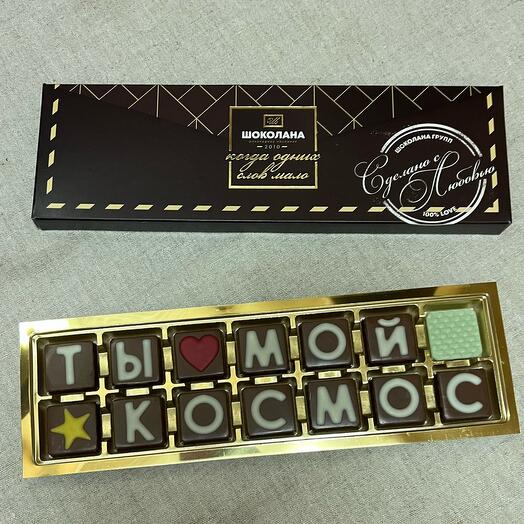 ШОКОЛАНА
2010
когда одних
слов мало
ШОКОЛАНА ГРУПП
Сделано с
Любовью
100% LOVE
ТЫ МОЙ
КОСМОС